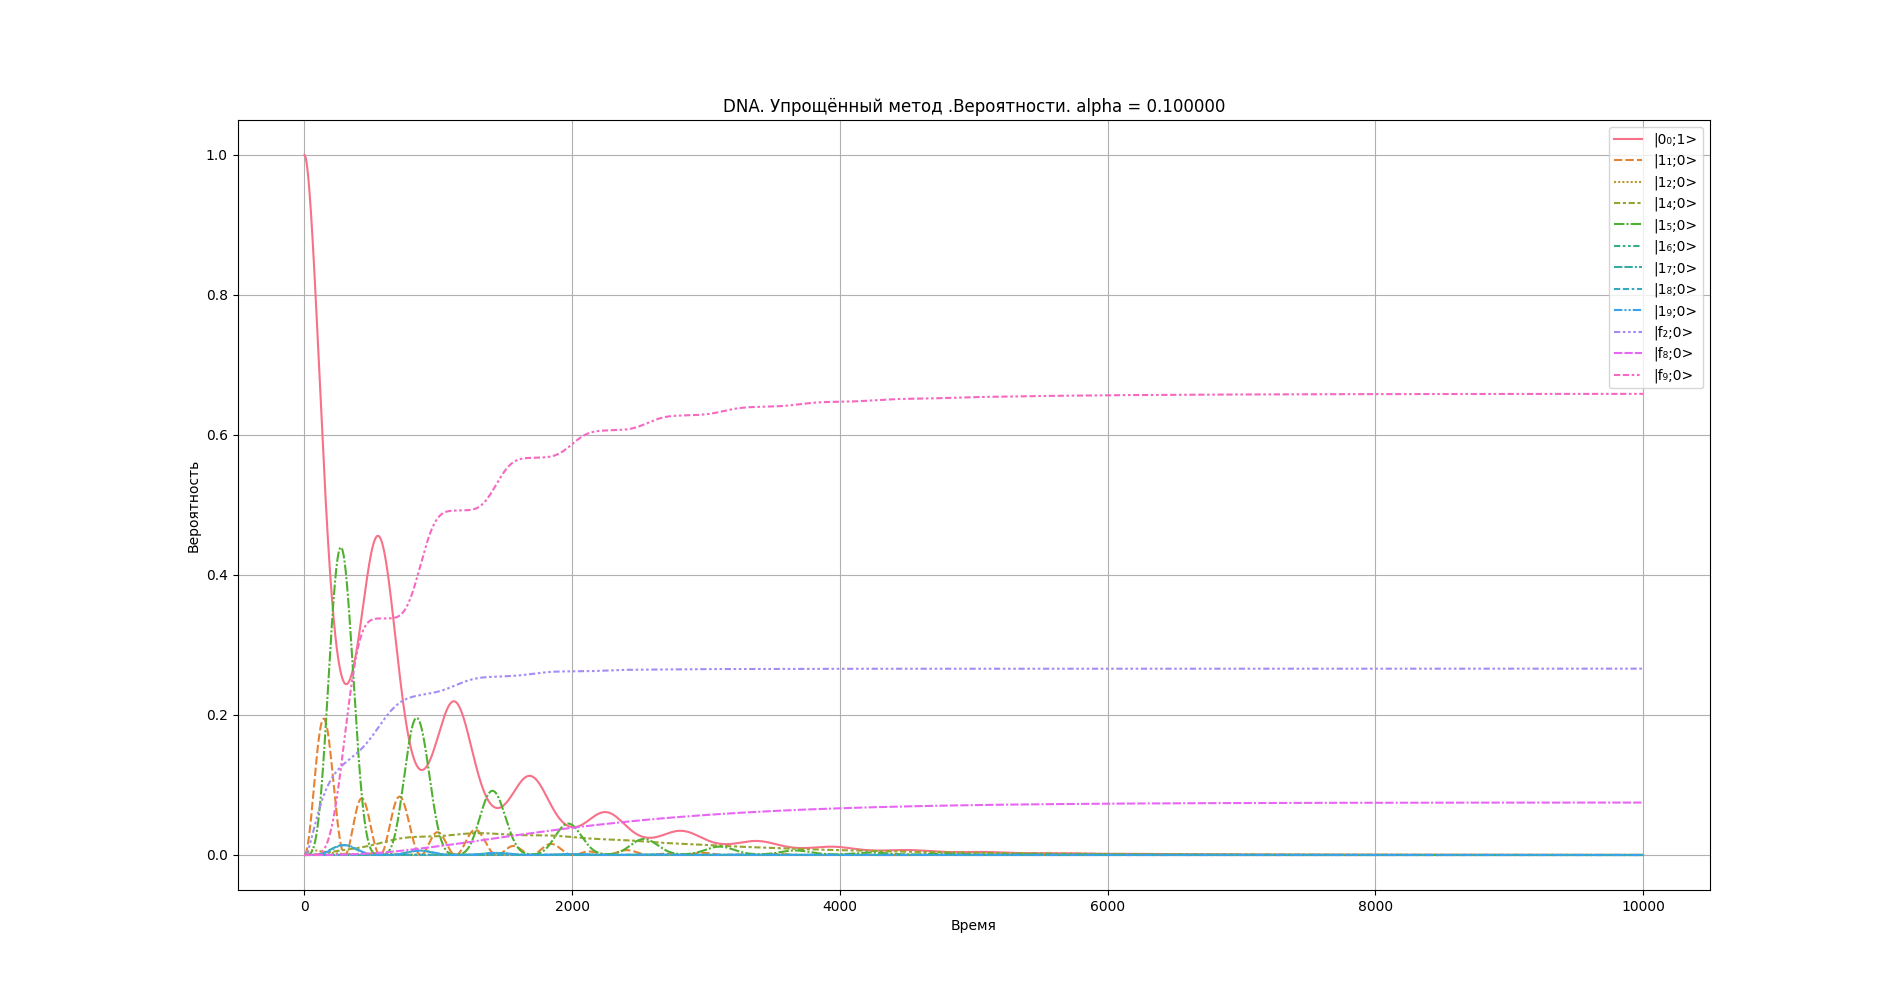 DNA. Упрощённый метод .Вероятности. alpha = 0.100000
1.0
0.8
0.6
0.4
0.2
0.0
Вероятность
0 2000 4000 6000 8000 10000
Время
|0₀;1>
|1₁;0>
|1₂;0>
|1₄;0>
|1₅;0>
|1₆;0>
|1₇;0>
|1₈;0>
|1₉;0>
|f₂;0>
|f₈;0>
|f₉;0>